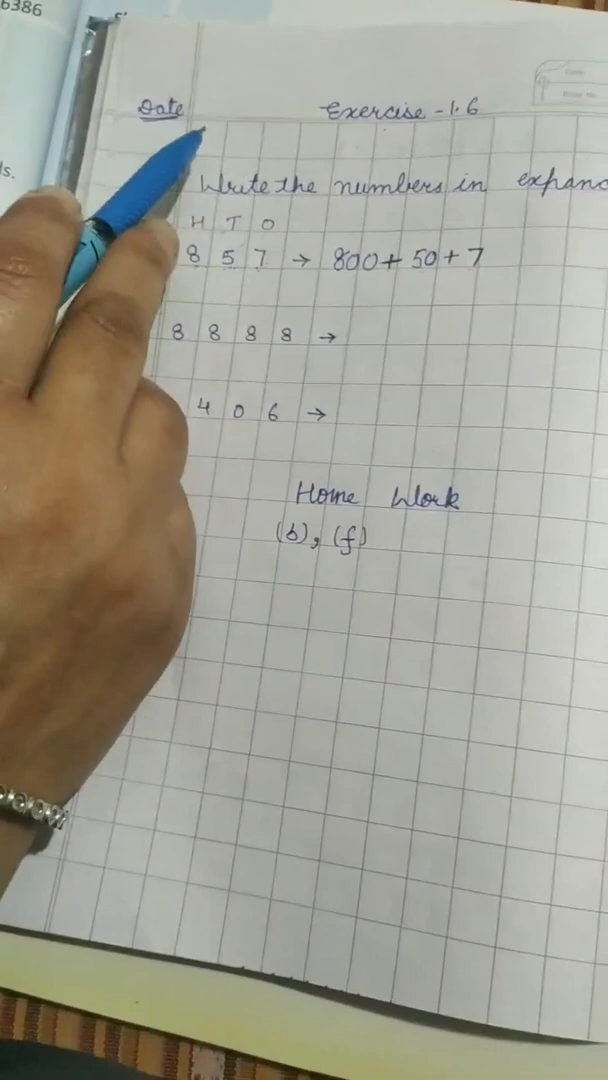 6386
ds.
Date Exercise - 1.6
Write the numbers in
H T O
8 5 7 → 800 + 50 + 7
8 8 8 8 →
4 0 6 →
Home Work
(b), (f)